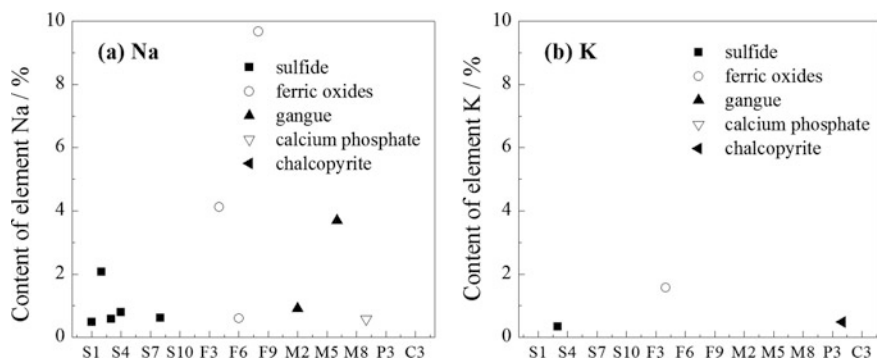 (a) Na
sulfide
ferric oxides
gangue
calcium phosphate
chalcopyrite
Content of element Na / %
10
8
6
4
2
0
S1 S4 S7 S10 F3 F6 F9 M2 M5 M8 P3 C3
(b) K
sulfide
ferric oxides
gangue
calcium phosphate
chalcopyrite
Content of element K / %
10
8
6
4
2
0
S1 S4 S7 S10 F3 F6 F9 M2 M5 M8 P3 C3